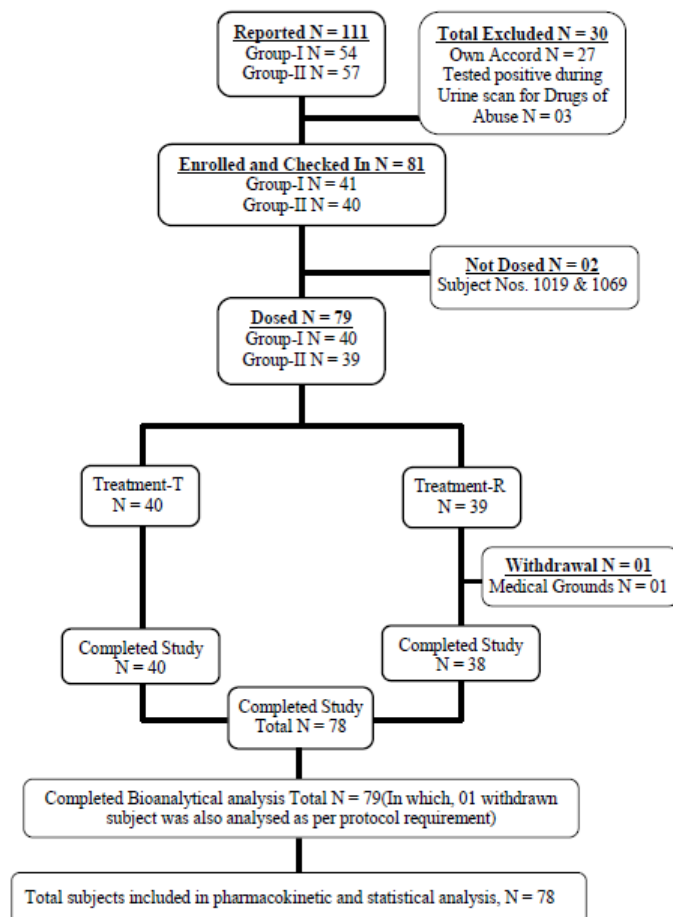 Reported N = 111
Group-I N = 54
Group-II N = 57
Total Excluded N = 30
Own Accord N = 27
Tested positive during
Urine scan for Drugs of
Abuse N = 03
Enrolled and Checked In N = 81
Group-I N = 41
Group-II N = 40
Not Dosed N = 02
Subject Nos. 1019 & 1069
Dosed N = 79
Group-I N = 40
Group-II N = 39
Treatment-T
N = 40
Treatment-R
N = 39
Withdrawal N = 01
Medical Grounds N = 01
Completed Study
N = 40
Completed Study
N = 38
Completed Study
Total N = 78
Completed Bioanalytical analysis Total N = 79(In which, 01 withdrawn
subject was also analysed as per protocol requirement)
Total subjects included in pharmacokinetic and statistical analysis, N = 78